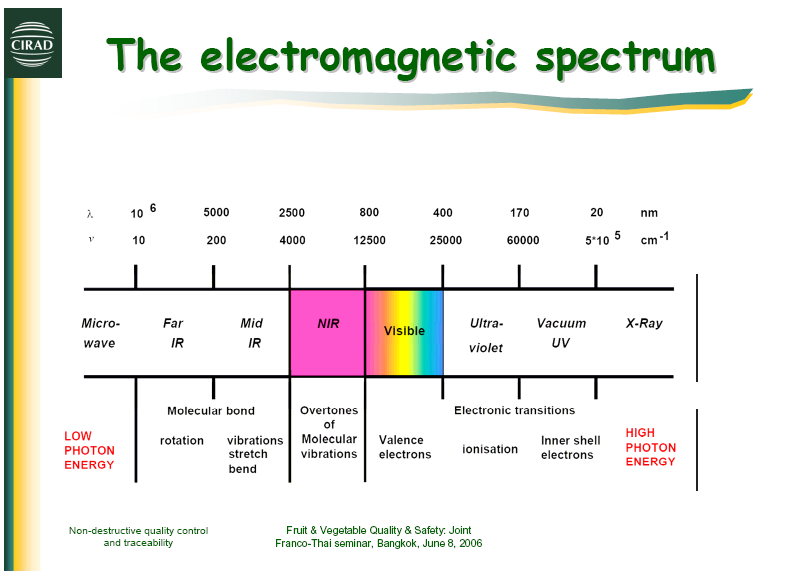 CIRAD
The electromagnetic spectrum
λ 10 6 5000 2500 800 400 170 20 nm
ν 10 200 4000 12500 25000 60000 5*10 5 cm -1
Micro-
wave
Far
IR
Mid
IR
NIR
Visible
Ultra-
violet
Vacuum
UV
X-Ray
LOW
PHOTON
ENERGY
Molecular bond
rotation
vibrations
stretch
bend
Overtones
of
Molecular
vibrations
Electronic transitions
Valence
electrons
ionisation
Inner shell
electrons
HIGH
PHOTON
ENERGY
Non-destructive quality control
and traceability
Fruit & Vegetable Quality & Safety: Joint
Franco-Thai seminar, Bangkok, June 8, 2006